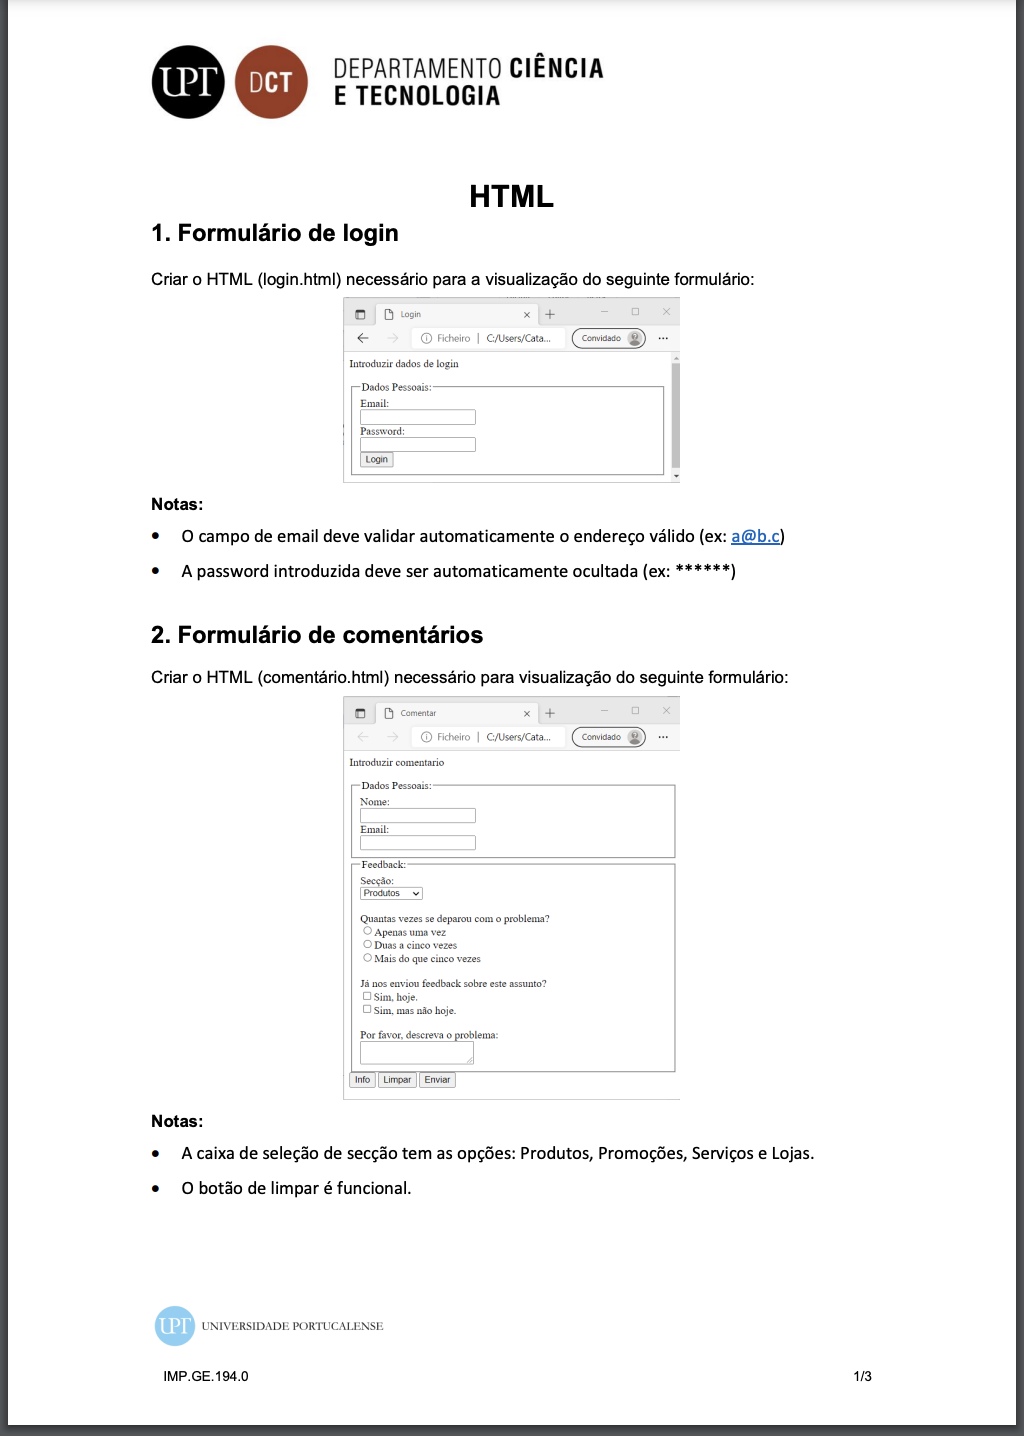 UPT DCT DEPARTAMENTO CIÊNCIA
E TECNOLOGIA
HTML
1. Formulário de login
Criar o HTML (login.html) necessário para a visualização do seguinte formulário:
Login
Ficheiro | C:/Users/Cata... Convidado
Introduzir dados de login
Dados Pessoais:
Email:
Password:
Login
Notas:
• O campo de email deve validar automaticamente o endereço válido (ex: a@b.c)
• A password introduzida deve ser automaticamente ocultada (ex: ******)
2. Formulário de comentários
Criar o HTML (comentário.html) necessário para visualização do seguinte formulário:
Comentar
Ficheiro | C:/Users/Cata... Convidado
Introduzir comentario
Dados Pessoais:
Nome:
Email:
Feedback:
Secção:
Produtos
Quantas vezes se deparou com o problema?
Apenas uma vez
Duas a cinco vezes
Mais do que cinco vezes
Já nos enviou feedback sobre este assunto?
Sim, hoje.
Sim, mas não hoje.
Por favor, descreva o problema:
Info Limpar Enviar
Notas:
• A caixa de seleção de secção tem as opções: Produtos, Promoções, Serviços e Lojas.
• O botão de limpar é funcional.
UPT UNIVERSIDADE PORTUCALENSE
IMP.GE.194.0 1/3